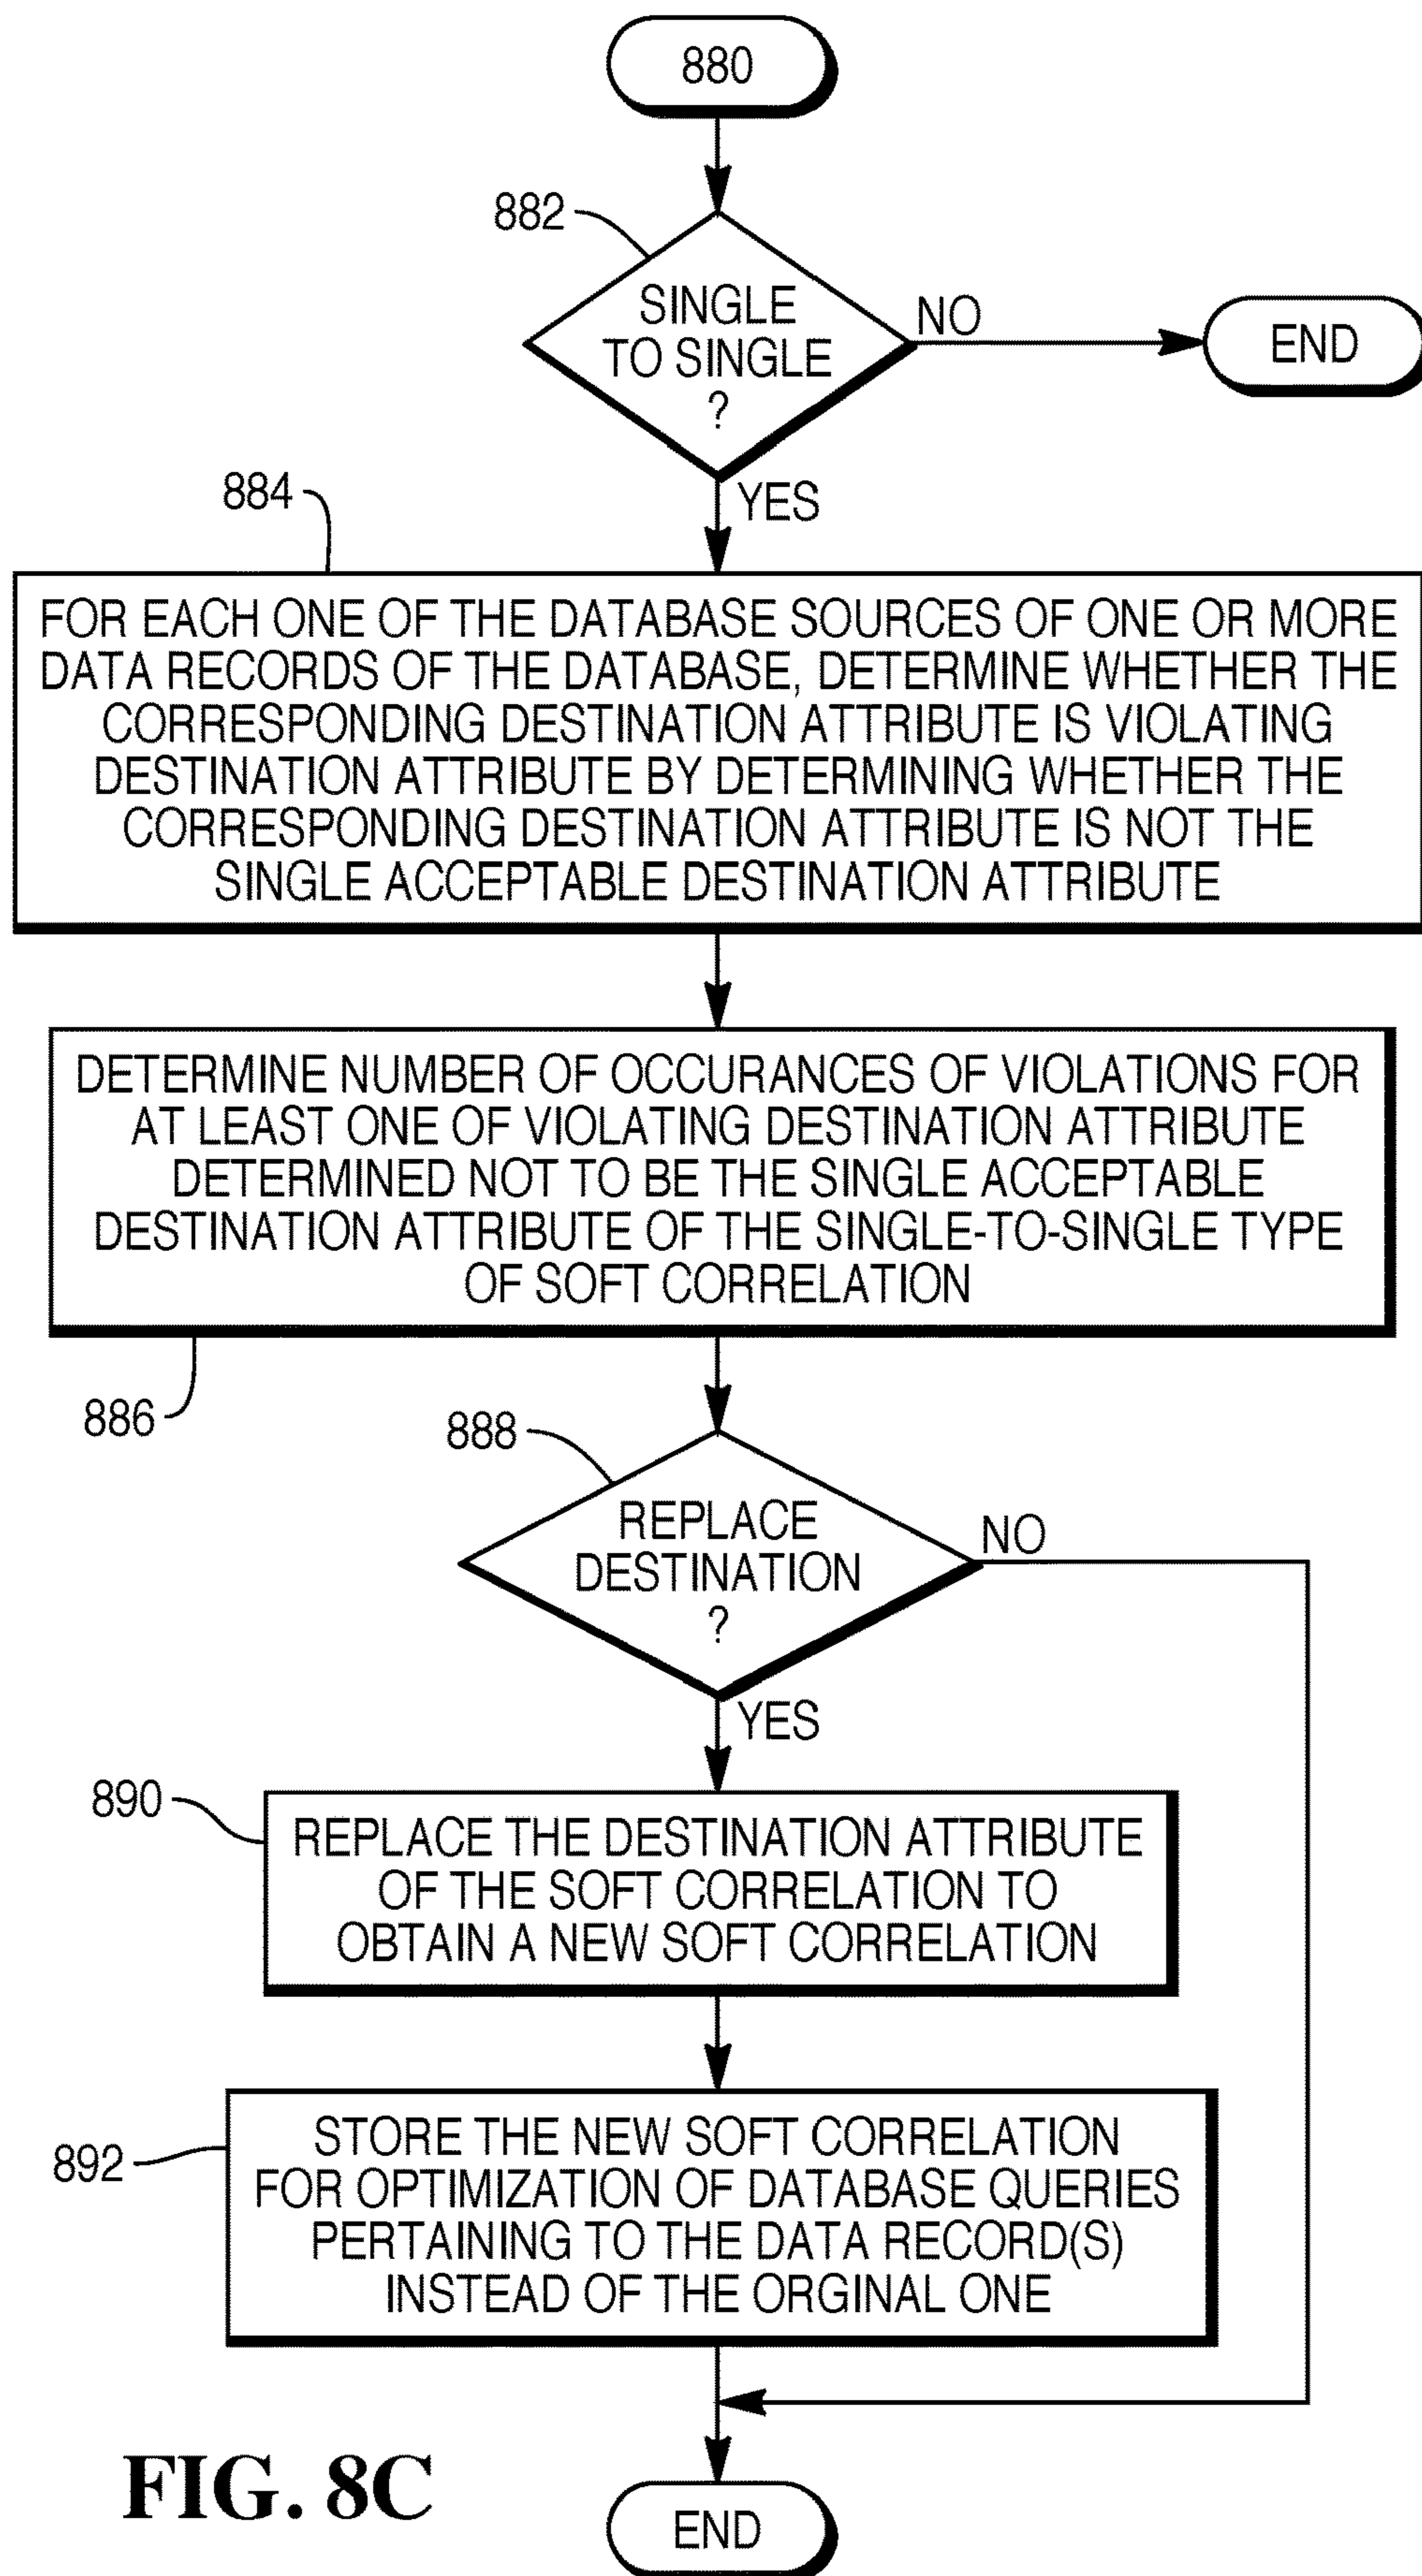 880
882
SINGLE
TO SINGLE
?
NO
END
YES
884
FOR EACH ONE OF THE DATABASE SOURCES OF ONE OR MORE
DATA RECORDS OF THE DATABASE, DETERMINE WHETHER THE
CORRESPONDING DESTINATION ATTRIBUTE IS VIOLATING
DESTINATION ATTRIBUTE BY DETERMINING WHETHER THE
CORRESPONDING DESTINATION ATTRIBUTE IS NOT THE
SINGLE ACCEPTABLE DESTINATION ATTRIBUTE
DETERMINE NUMBER OF OCCURANCES OF VIOLATIONS FOR
AT LEAST ONE OF VIOLATING DESTINATION ATTRIBUTE
DETERMINED NOT TO BE THE SINGLE ACCEPTABLE
DESTINATION ATTRIBUTE OF THE SINGLE-TO-SINGLE TYPE
OF SOFT CORRELATION
886
888
REPLACE
DESTINATION
?
NO
YES
890
REPLACE THE DESTINATION ATTRIBUTE
OF THE SOFT CORRELATION TO
OBTAIN A NEW SOFT CORRELATION
892
STORE THE NEW SOFT CORRELATION
FOR OPTIMIZATION OF DATABASE QUERIES
PERTAINING TO THE DATA RECORD(S)
INSTEAD OF THE ORGINAL ONE
FIG. 8C
END